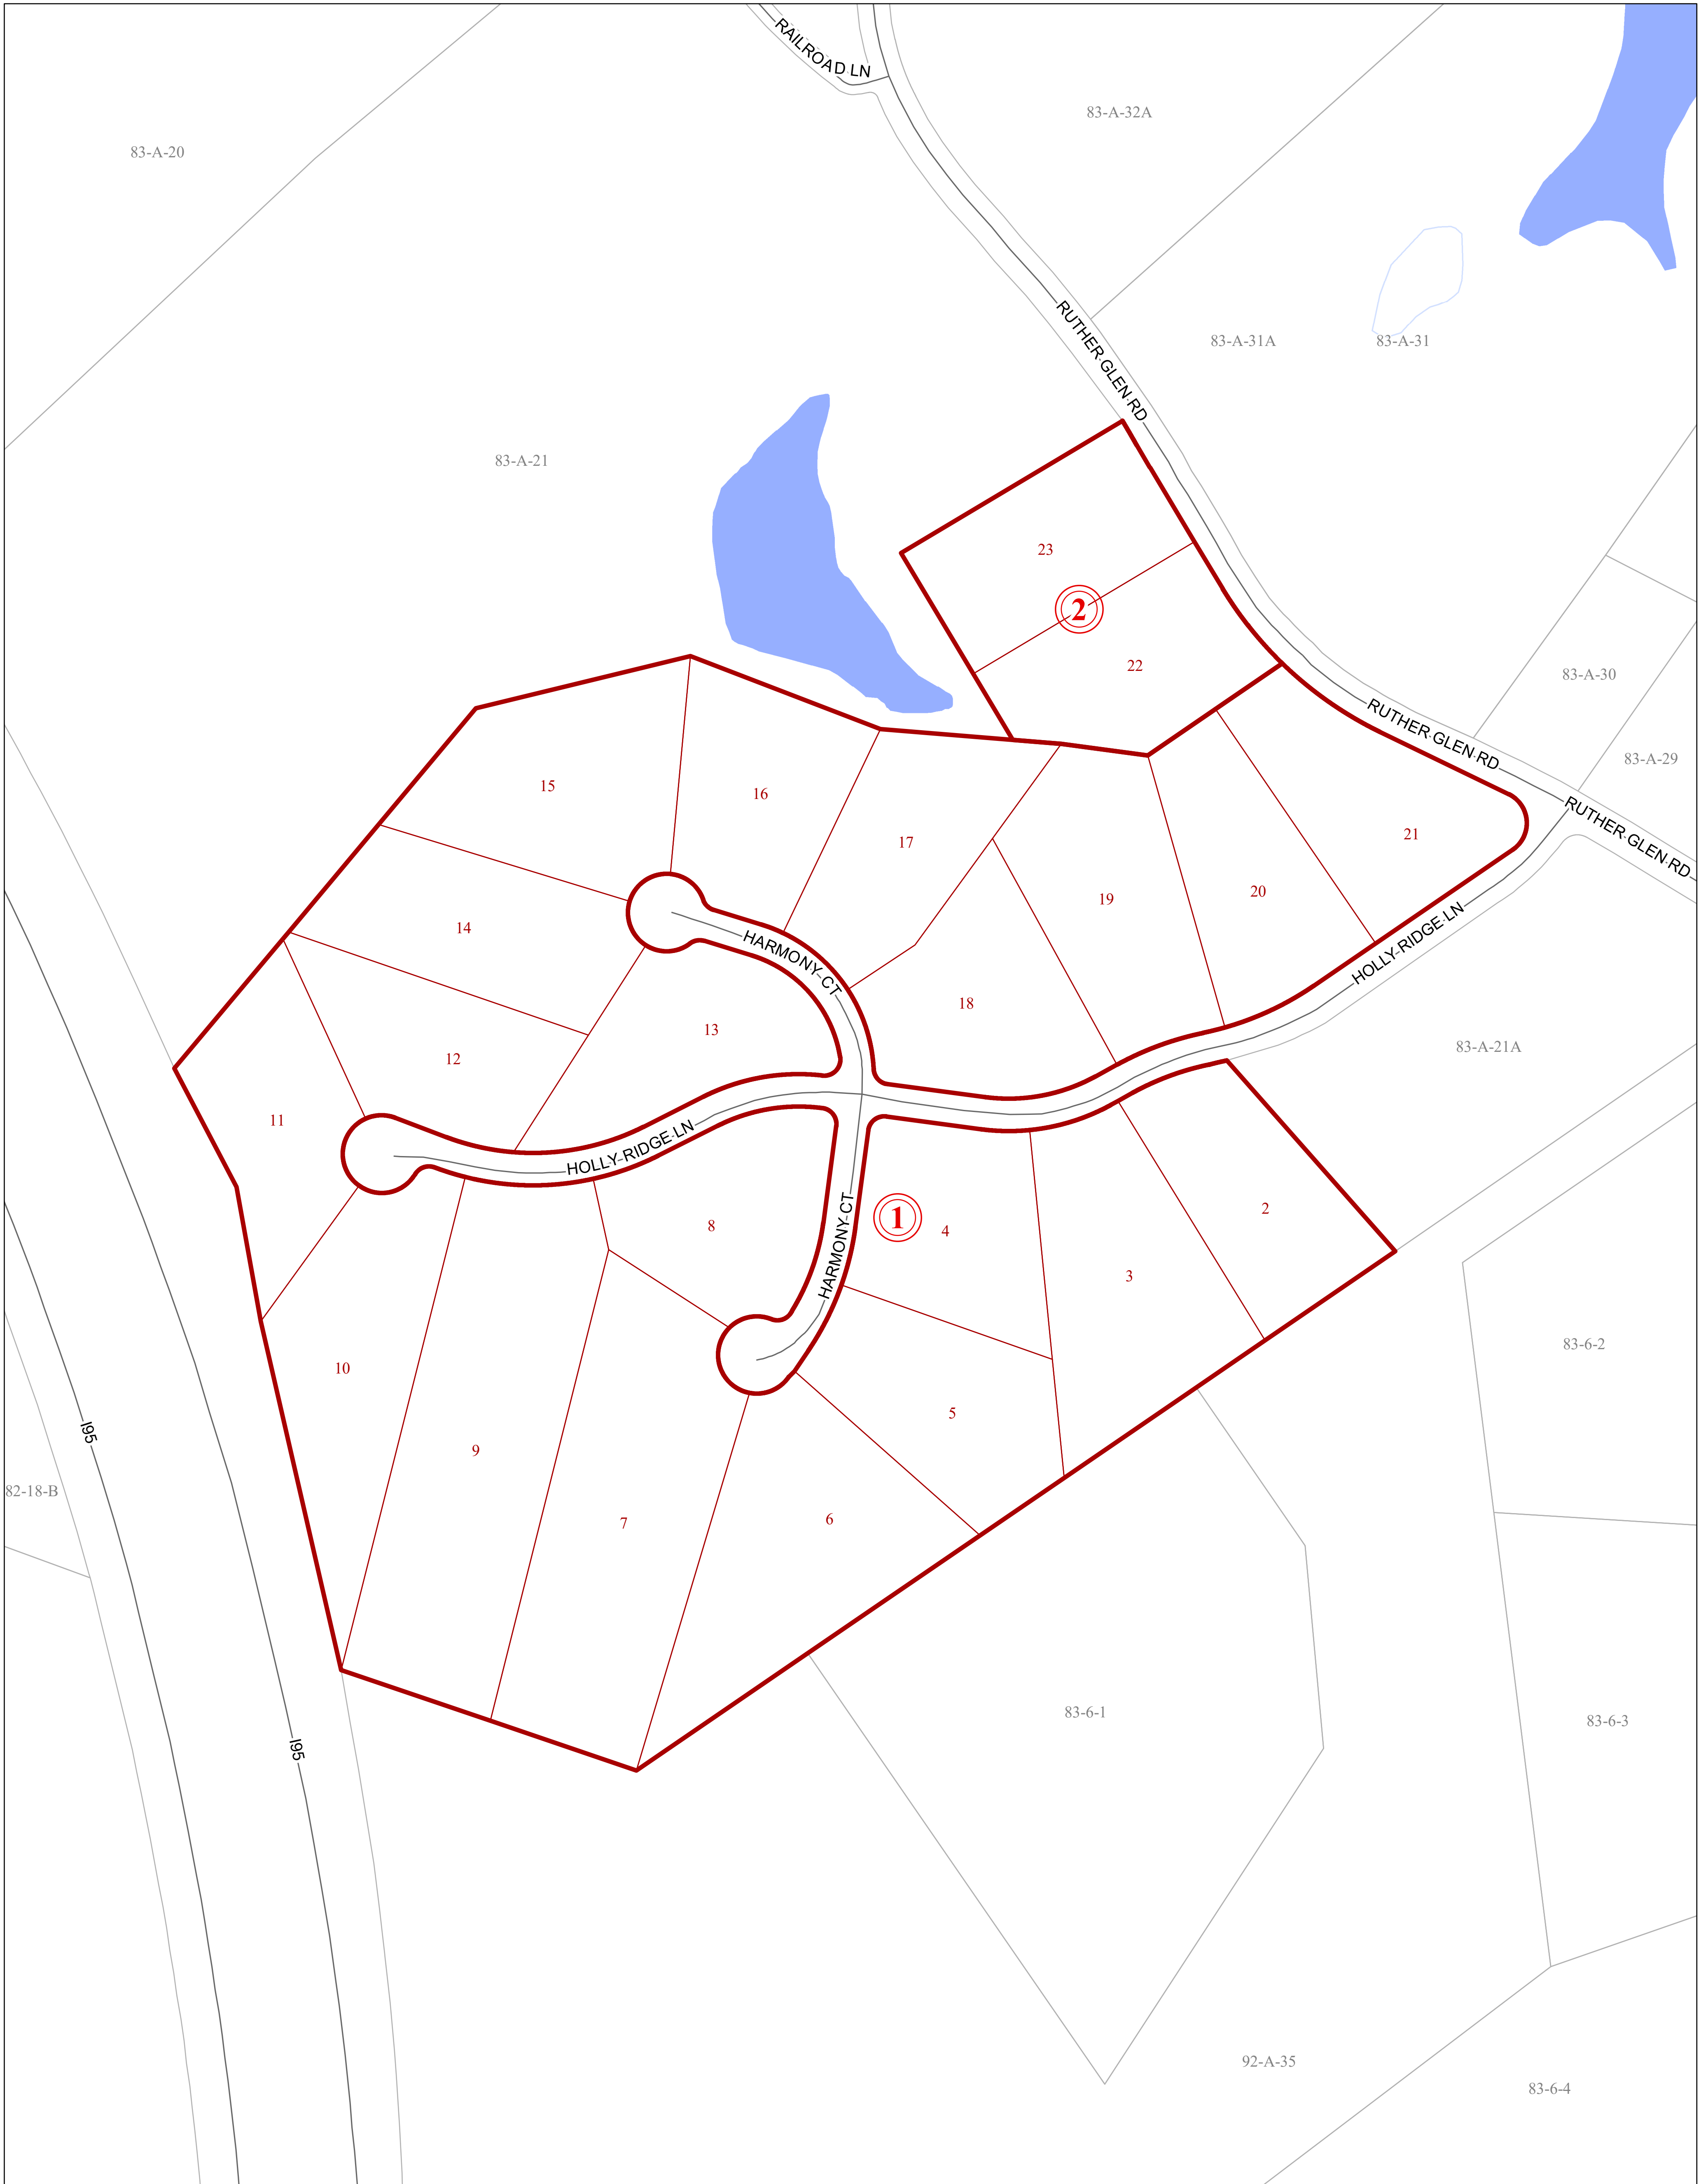 RAILROAD LN
83-A-32A
83-A-20
RUTHER GLEN RD
83-A-31A
83-A-31
83-A-21
23
2
22
83-A-30
RUTHER GLEN RD
83-A-29
15
16
RUTHER GLEN RD
17
21
20
19
14
HOLLY RIDGE LN
HARMONY CT
18
13
83-A-21A
12
11
HOLLY RIDGE LN
2
1
8
4
HARMONY CT
3
83-6-2
10
5
I95
9
82-18-B
6
7
83-6-1
83-6-3
I95
92-A-35
83-6-4